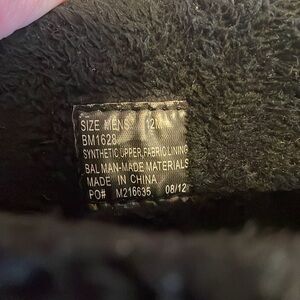 SIZE MENS 12M
BM1628
SYNTHETIC UPPER,FABRIC LINING
BAL MAN-MADE MATERIALS
MADE IN CHINA
PO# M216635 08/12